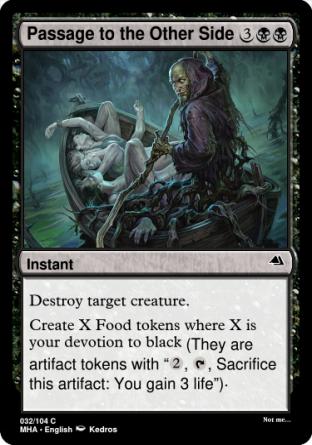 Passage to the Other Side 3
Instant
Destroy target creature.
Create X Food tokens where X is
your devotion to black (They are
artifact tokens with “2, , Sacrifice
this artifact: You gain 3 life”).
032/104 C
Not me...
MHA • English Kedros